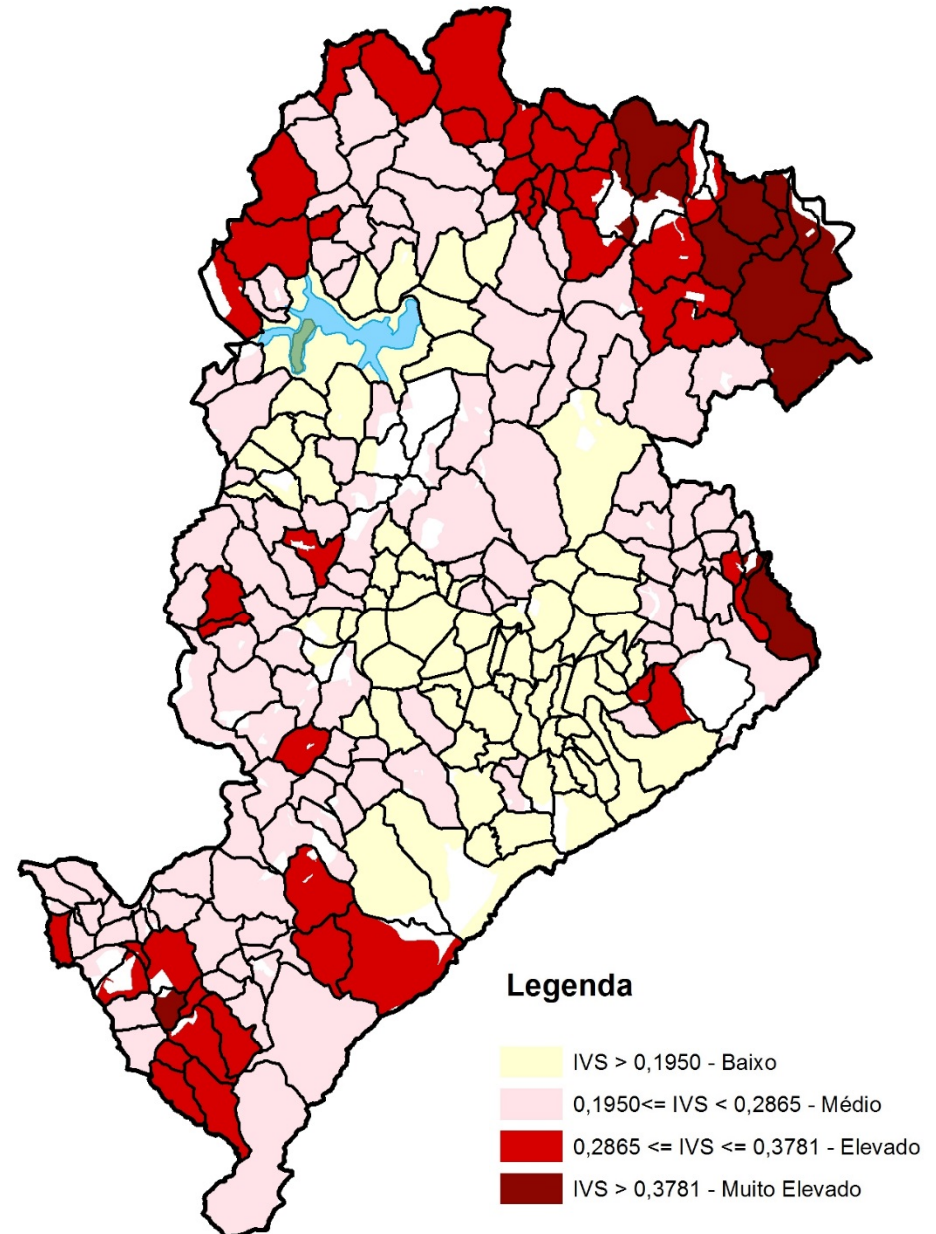 Legenda
IVS > 0,1950 - Baixo
0,1950<= IVS < 0,2865 - Médio
0,2865 <= IVS <= 0,3781 - Elevado
IVS > 0,3781 - Muito Elevado